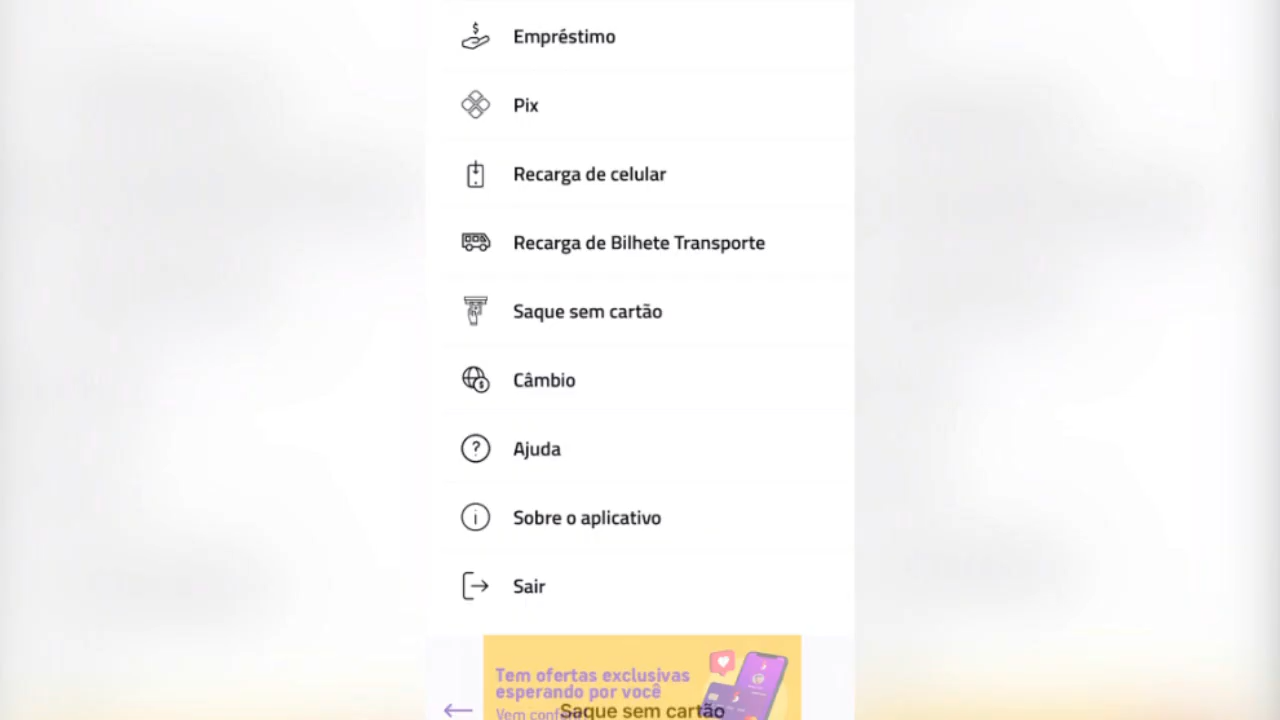 Empréstimo
Pix
Recarga de celular
Recarga de Bilhete Transporte
Saque sem cartão
Câmbio
Ajuda
Sobre o aplicativo
Sair
Tem ofertas exclusivas
esperando por você
Vem
Saque sem cartão